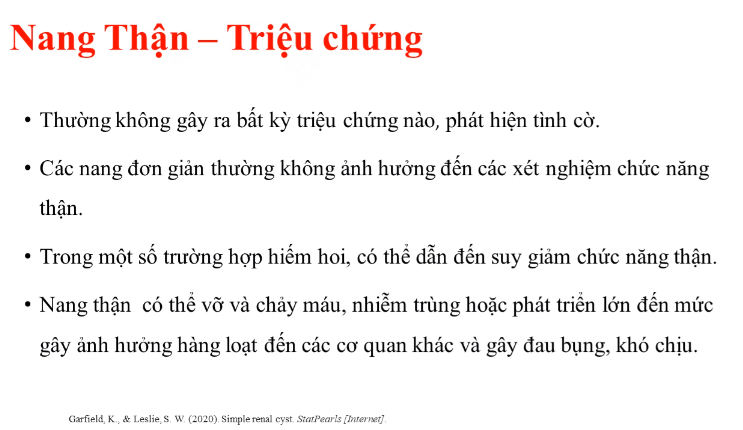 Nang Thận – Triệu chứng
• Thường không gây ra bất kỳ triệu chứng nào, phát hiện tình cờ.
• Các nang đơn giản thường không ảnh hưởng đến các xét nghiệm chức năng
thận.
• Trong một số trường hợp hiếm hoi, có thể dẫn đến suy giảm chức năng thận.
• Nang thận có thể vỡ và chảy máu, nhiễm trùng hoặc phát triển lớn đến mức
gây ảnh hưởng hàng loạt đến các cơ quan khác và gây đau bụng, khó chịu.
Garfield, K., & Leslie, S. W. (2020). Simple renal cyst. StatPearls [Internet].